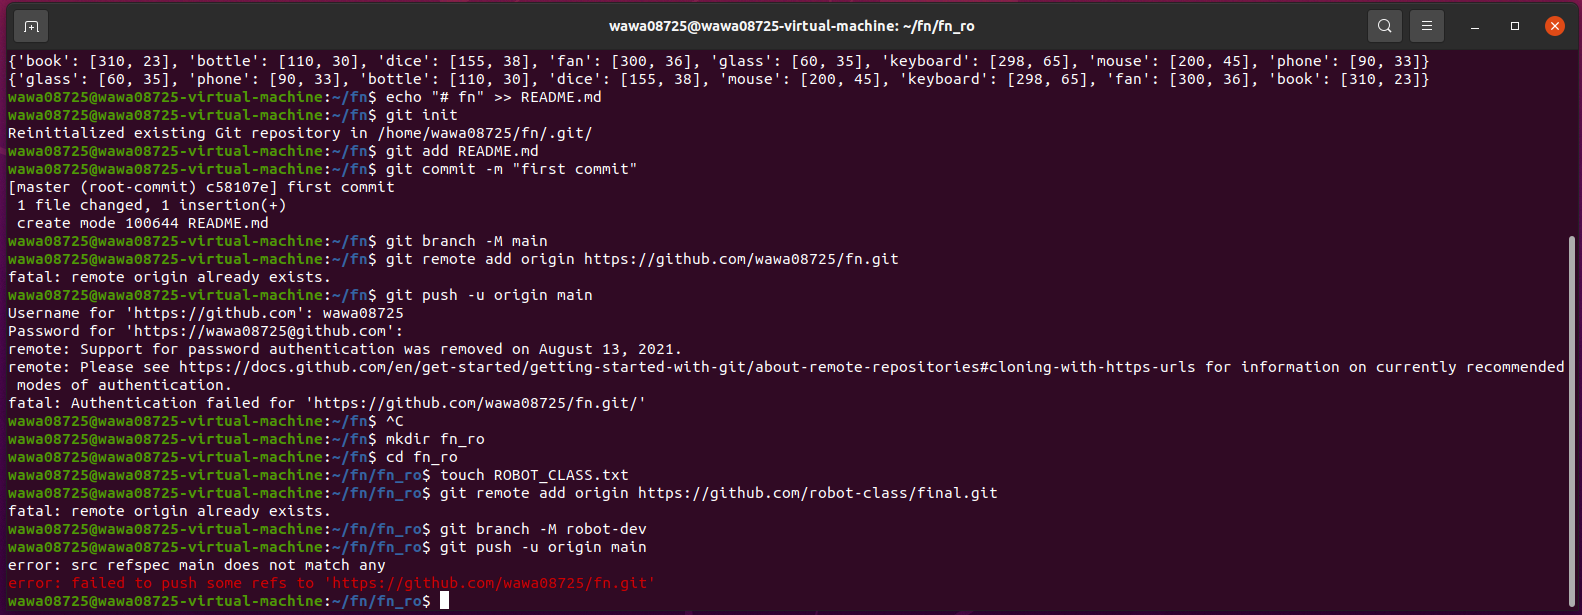 wawa08725@wawa08725-virtual-machine: ~/fn/fn_ro
{'book': [310, 23], 'bottle': [110, 30], 'dice': [155, 38], 'fan': [300, 36], 'glass': [60, 35], 'keyboard': [298, 65], 'mouse': [200, 45], 'phone': [90, 33]}
{'glass': [60, 35], 'phone': [90, 33], 'bottle': [110, 30], 'dice': [155, 38], 'mouse': [200, 45], 'keyboard': [298, 65], 'fan': [300, 36], 'book': [310, 23]}
wawa08725@wawa08725-virtual-machine:~/fn$ echo "# fn" >> README.md
wawa08725@wawa08725-virtual-machine:~/fn$ git init
Reinitialized existing Git repository in /home/wawa08725/fn/.git/
wawa08725@wawa08725-virtual-machine:~/fn$ git add README.md
wawa08725@wawa08725-virtual-machine:~/fn$ git commit -m "first commit"
[master (root-commit) c58107e] first commit
 1 file changed, 1 insertion(+)
 create mode 100644 README.md
wawa08725@wawa08725-virtual-machine:~/fn$ git branch -M main
wawa08725@wawa08725-virtual-machine:~/fn$ git remote add origin https://github.com/wawa08725/fn.git
fatal: remote origin already exists.
wawa08725@wawa08725-virtual-machine:~/fn$ git push -u origin main
Username for 'https://github.com': wawa08725
Password for 'https://wawa08725@github.com':
remote: Support for password authentication was removed on August 13, 2021.
remote: Please see https://docs.github.com/en/get-started/getting-started-with-git/about-remote-repositories#cloning-with-https-urls for information on currently recommended
 modes of authentication.
fatal: Authentication failed for 'https://github.com/wawa08725/fn.git/'
wawa08725@wawa08725-virtual-machine:~/fn$ ^C
wawa08725@wawa08725-virtual-machine:~/fn$ mkdir fn_ro
wawa08725@wawa08725-virtual-machine:~/fn$ cd fn_ro
wawa08725@wawa08725-virtual-machine:~/fn/fn_ro$ touch ROBOT_CLASS.txt
wawa08725@wawa08725-virtual-machine:~/fn/fn_ro$ git remote add origin https://github.com/robot-class/final.git
fatal: remote origin already exists.
wawa08725@wawa08725-virtual-machine:~/fn/fn_ro$ git branch -M robot-dev
wawa08725@wawa08725-virtual-machine:~/fn/fn_ro$ git push -u origin main
error: src refspec main does not match any
error: failed to push some refs to 'https://github.com/wawa08725/fn.git'
wawa08725@wawa08725-virtual-machine:~/fn/fn_ro$